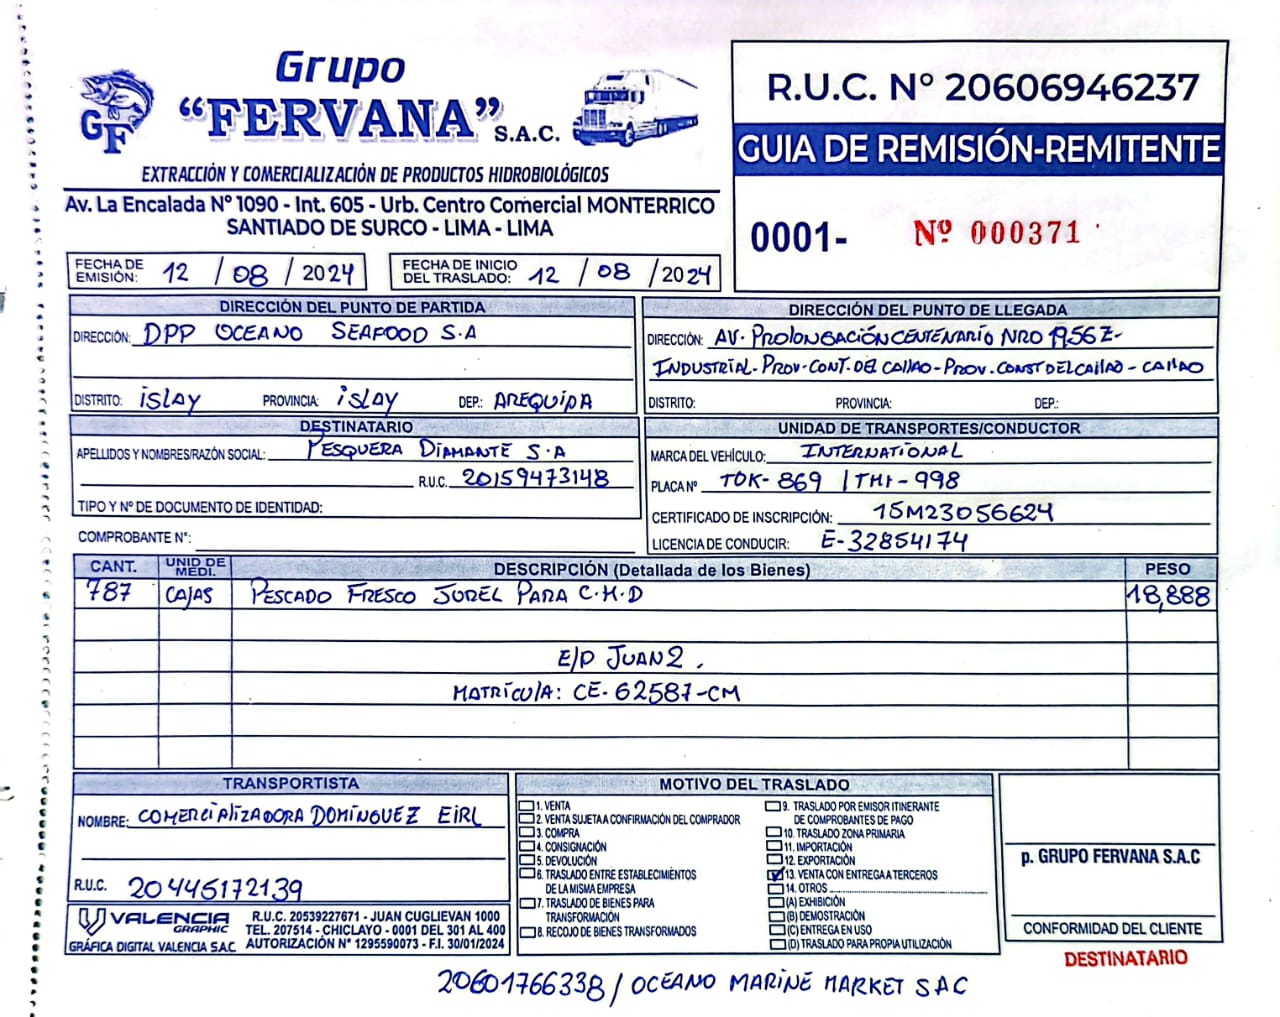 Grupo
"FERVANA" S.A.C.
GF
EXTRACCIÓN Y COMERCIALIZACIÓN DE PRODUCTOS HIDROBIOLÓGICOS
Av. La Encalada Nº 1090 - Int. 605 - Urb. Centro Comercial MONTERRICO
SANTIAGO DE SURCO - LIMA - LIMA
R.U.C. Nº 20606946237
GUIA DE REMISIÓN-REMITENTE
0001- Nº 000371
FECHA DE EMISIÓN: 12 / 08 / 2024
FECHA DE INICIO DEL TRASLADO: 12 / 08 / 2024
DIRECCIÓN DEL PUNTO DE PARTIDA
DIRECCIÓN: DPP OCEANO SEAFOOD S.A
DISTRITO: ISLAY PROVINCIA: ISLAY DEP.: AREQUIPA
DIRECCIÓN DEL PUNTO DE LLEGADA
DIRECCIÓN: AV. PROLONGACIÓN CENTENARIO NRO 1956 Z-
INDUSTRIAL-PROV-CONT.DEL CALLAO-PROV.CONST DEL CALLAO - CALLAO
DISTRITO: PROVINCIA: DEP.:
DESTINATARIO
APELLIDOS Y NOMBRES/RAZÓN SOCIAL: PESQUERA DIAMANTE S.A
R.U.C. 20159473148
TIPO Y Nº DE DOCUMENTO DE IDENTIDAD:
COMPROBANTE Nº:
UNIDAD DE TRANSPORTES/CONDUCTOR
MARCA DEL VEHÍCULO: INTERNATIONAL
PLACA Nº TOK-869 / THI-998
CERTIFICADO DE INSCRIPCIÓN: 15M23056624
LICENCIA DE CONDUCIR: E-32854174
CANT. UNID DE MEDI. DESCRIPCIÓN (Detallada de los Bienes) PESO
787 CAJAS PESCADO FRESCO JUREL PARA C.H.D 18,888
E/P JUAN 2.
MATRÍCULA: CE-62587-CM
TRANSPORTISTA
NOMBRE: COMERCIALIZADORA DOMÍNGUEZ EIRL
R.U.C. 20445172139
VALENCIA GRAPHIC
GRÁFICA DIGITAL VALENCIA S.A.C
R.U.C. 20539227671 - JUAN CUGLIEVAN 1000
TEL. 207514 - CHICLAYO - 0001 DEL 301 AL 400
AUTORIZACIÓN Nº 1295590073 - F.I. 30/01/2024
MOTIVO DEL TRASLADO
1. VENTA
2. VENTA SUJETA A CONFIRMACIÓN DEL COMPRADOR
3. COMPRA
4. CONSIGNACIÓN
5. DEVOLUCIÓN
6. TRASLADO ENTRE ESTABLECIMIENTOS
DE LA MISMA EMPRESA
7. TRASLADO DE BIENES PARA
TRANSFORMACIÓN
8. RECOJO DE BIENES TRANSFORMADOS
9. TRASLADO POR EMISOR ITINERANTE
DE COMPROBANTES DE PAGO
10. TRASLADO ZONA PRIMARIA
11. IMPORTACIÓN
12. EXPORTACIÓN
13. VENTA CON ENTREGA A TERCEROS
14. OTROS
(A) EXHIBICIÓN
(B) DEMOSTRACIÓN
(C) ENTREGA EN USO
(D) TRASLADO PARA PROPIA UTILIZACIÓN
p. GRUPO FERVANA S.A.C
CONFORMIDAD DEL CLIENTE
DESTINATARIO
20601766338 / OCEANO MARINE MARKET SAC